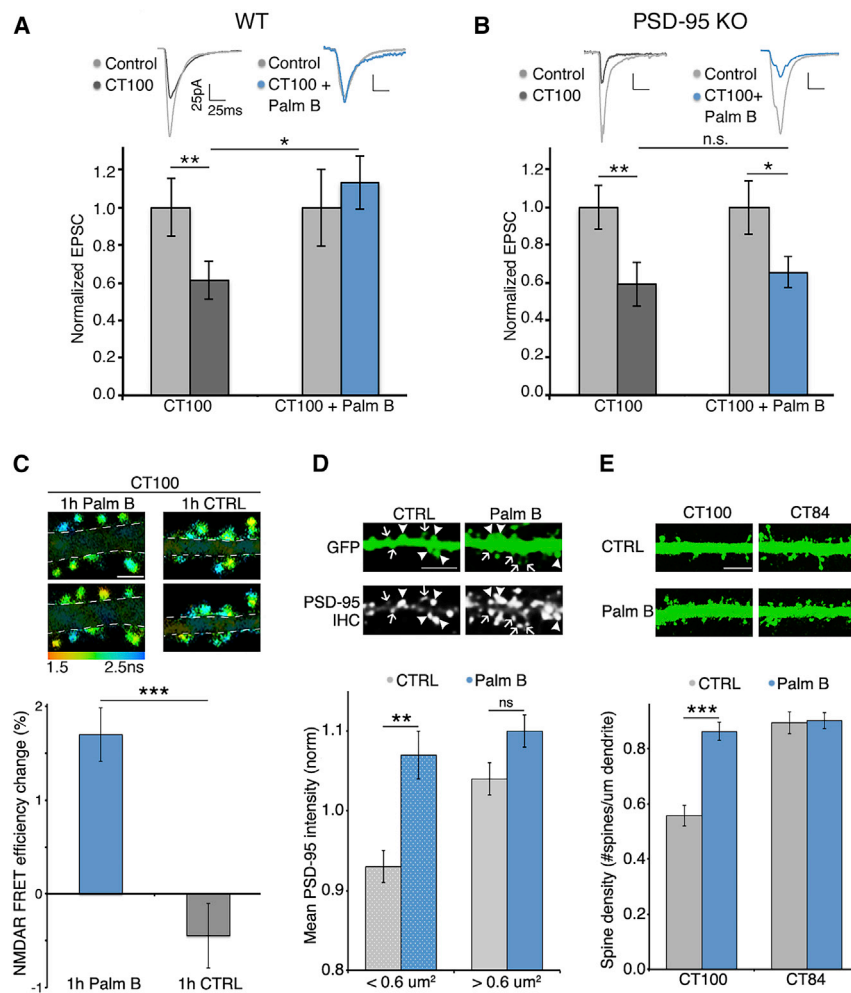 A
WT
Control
CT100
25pA
25ms
Control
CT100 +
Palm B
**
*
Normalized EPSC
1.2
1.0
0.8
0.6
0.4
0.2
0.0
CT100
CT100 + Palm B
B
PSD-95 KO
Control
CT100
Control
CT100+
Palm B
n.s.
**
*
Normalized EPSC
1.2
1.0
0.8
0.6
0.4
0.2
0.0
CT100
CT100 + Palm B
C
CT100
1h Palm B
1h CTRL
1.5
2.5ns
***
NMDAR FRET efficiency change (%)
2
1
0
-1
1h Palm B
1h CTRL
D
CTRL
Palm B
GFP
PSD-95
IHC
CTRL
Palm B
**
ns
Mean PSD-95 intensity (norm)
1.1
1.0
0.9
0.8
< 0.6 um²
> 0.6 um²
E
CT100
CT84
CTRL
Palm B
CTRL
Palm B
***
Spine density (#spines/um dendrite)
0.8
0.6
0.4
0.2
0.0
CT100
CT84